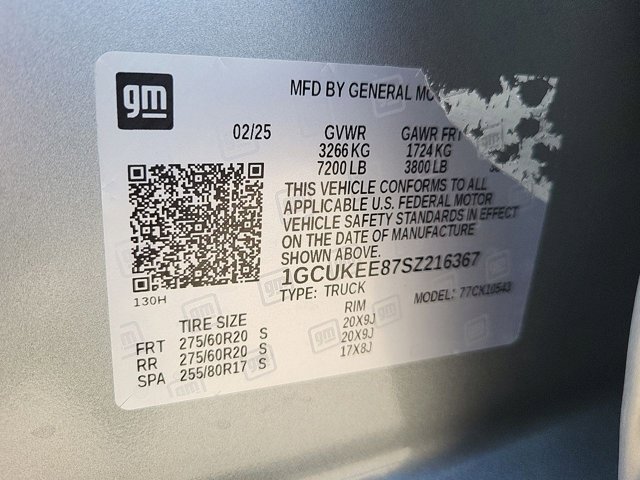 gm
MFD BY GENERAL
02/25 GVWR GAWR FRT
3266 KG 1724 KG
7200 LB 3800 LB
THIS VEHICLE CONFORMS TO ALL
APPLICABLE U.S. FEDERAL MOTOR
VEHICLE SAFETY STANDARDS IN EFFECT
ON THE DATE OF MANUFACTURE
SHOWN ABOVE.
1GCUKEE87SZ216367
TYPE: TRUCK MODEL: 77CK10543
130H
TIRE SIZE RIM
FRT 275/60R20 S 20X9J
RR 275/60R20 S 20X9J
SPA 255/80R17 S 17X8J